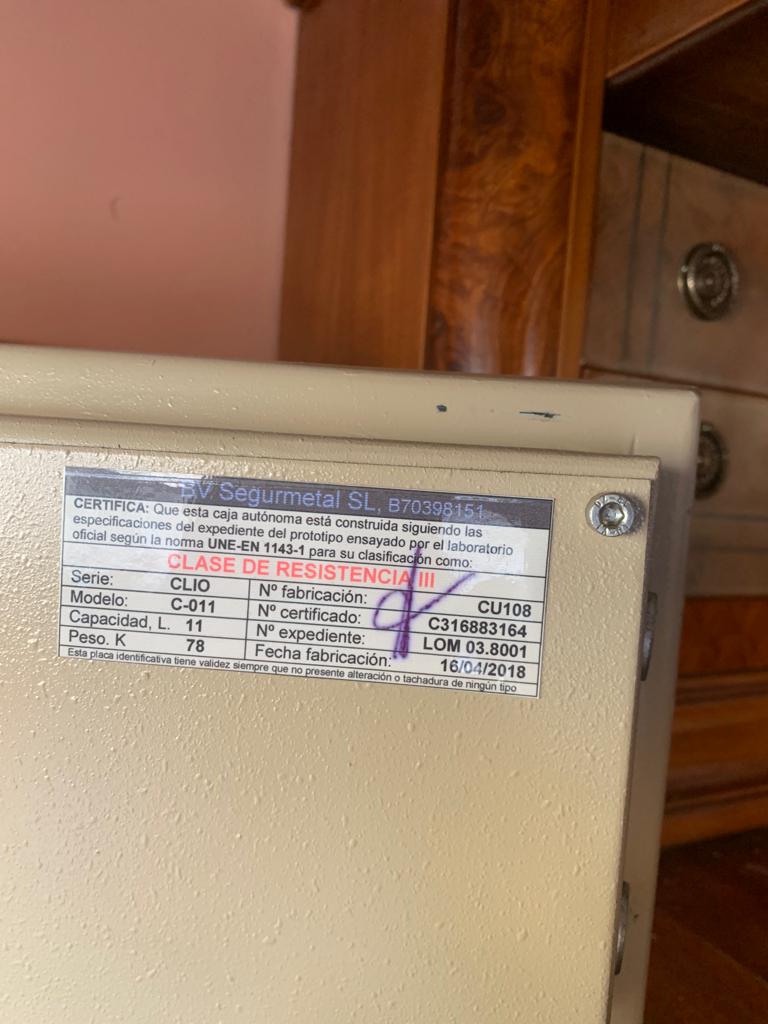 BV. Segurmetal SL, B70398151
CERTIFICA: Que esta caja autónoma está construida siguiendo las
especificaciones del expediente del prototipo ensayado por el laboratorio
oficial según la norma UNE-EN 1143-1 para su clasificación como:
CLASE DE RESISTENCIA III
Serie: CLIO Nº fabricación: CU108
Modelo: C-011 Nº certificado: C316883164
Capacidad, L. 11 Nº expediente: LOM 03.8001
Peso. K 78 Fecha fabricación: 16/04/2018
Esta placa identificativa tiene validez siempre que no presente alteración o tachadura de ningún tipo